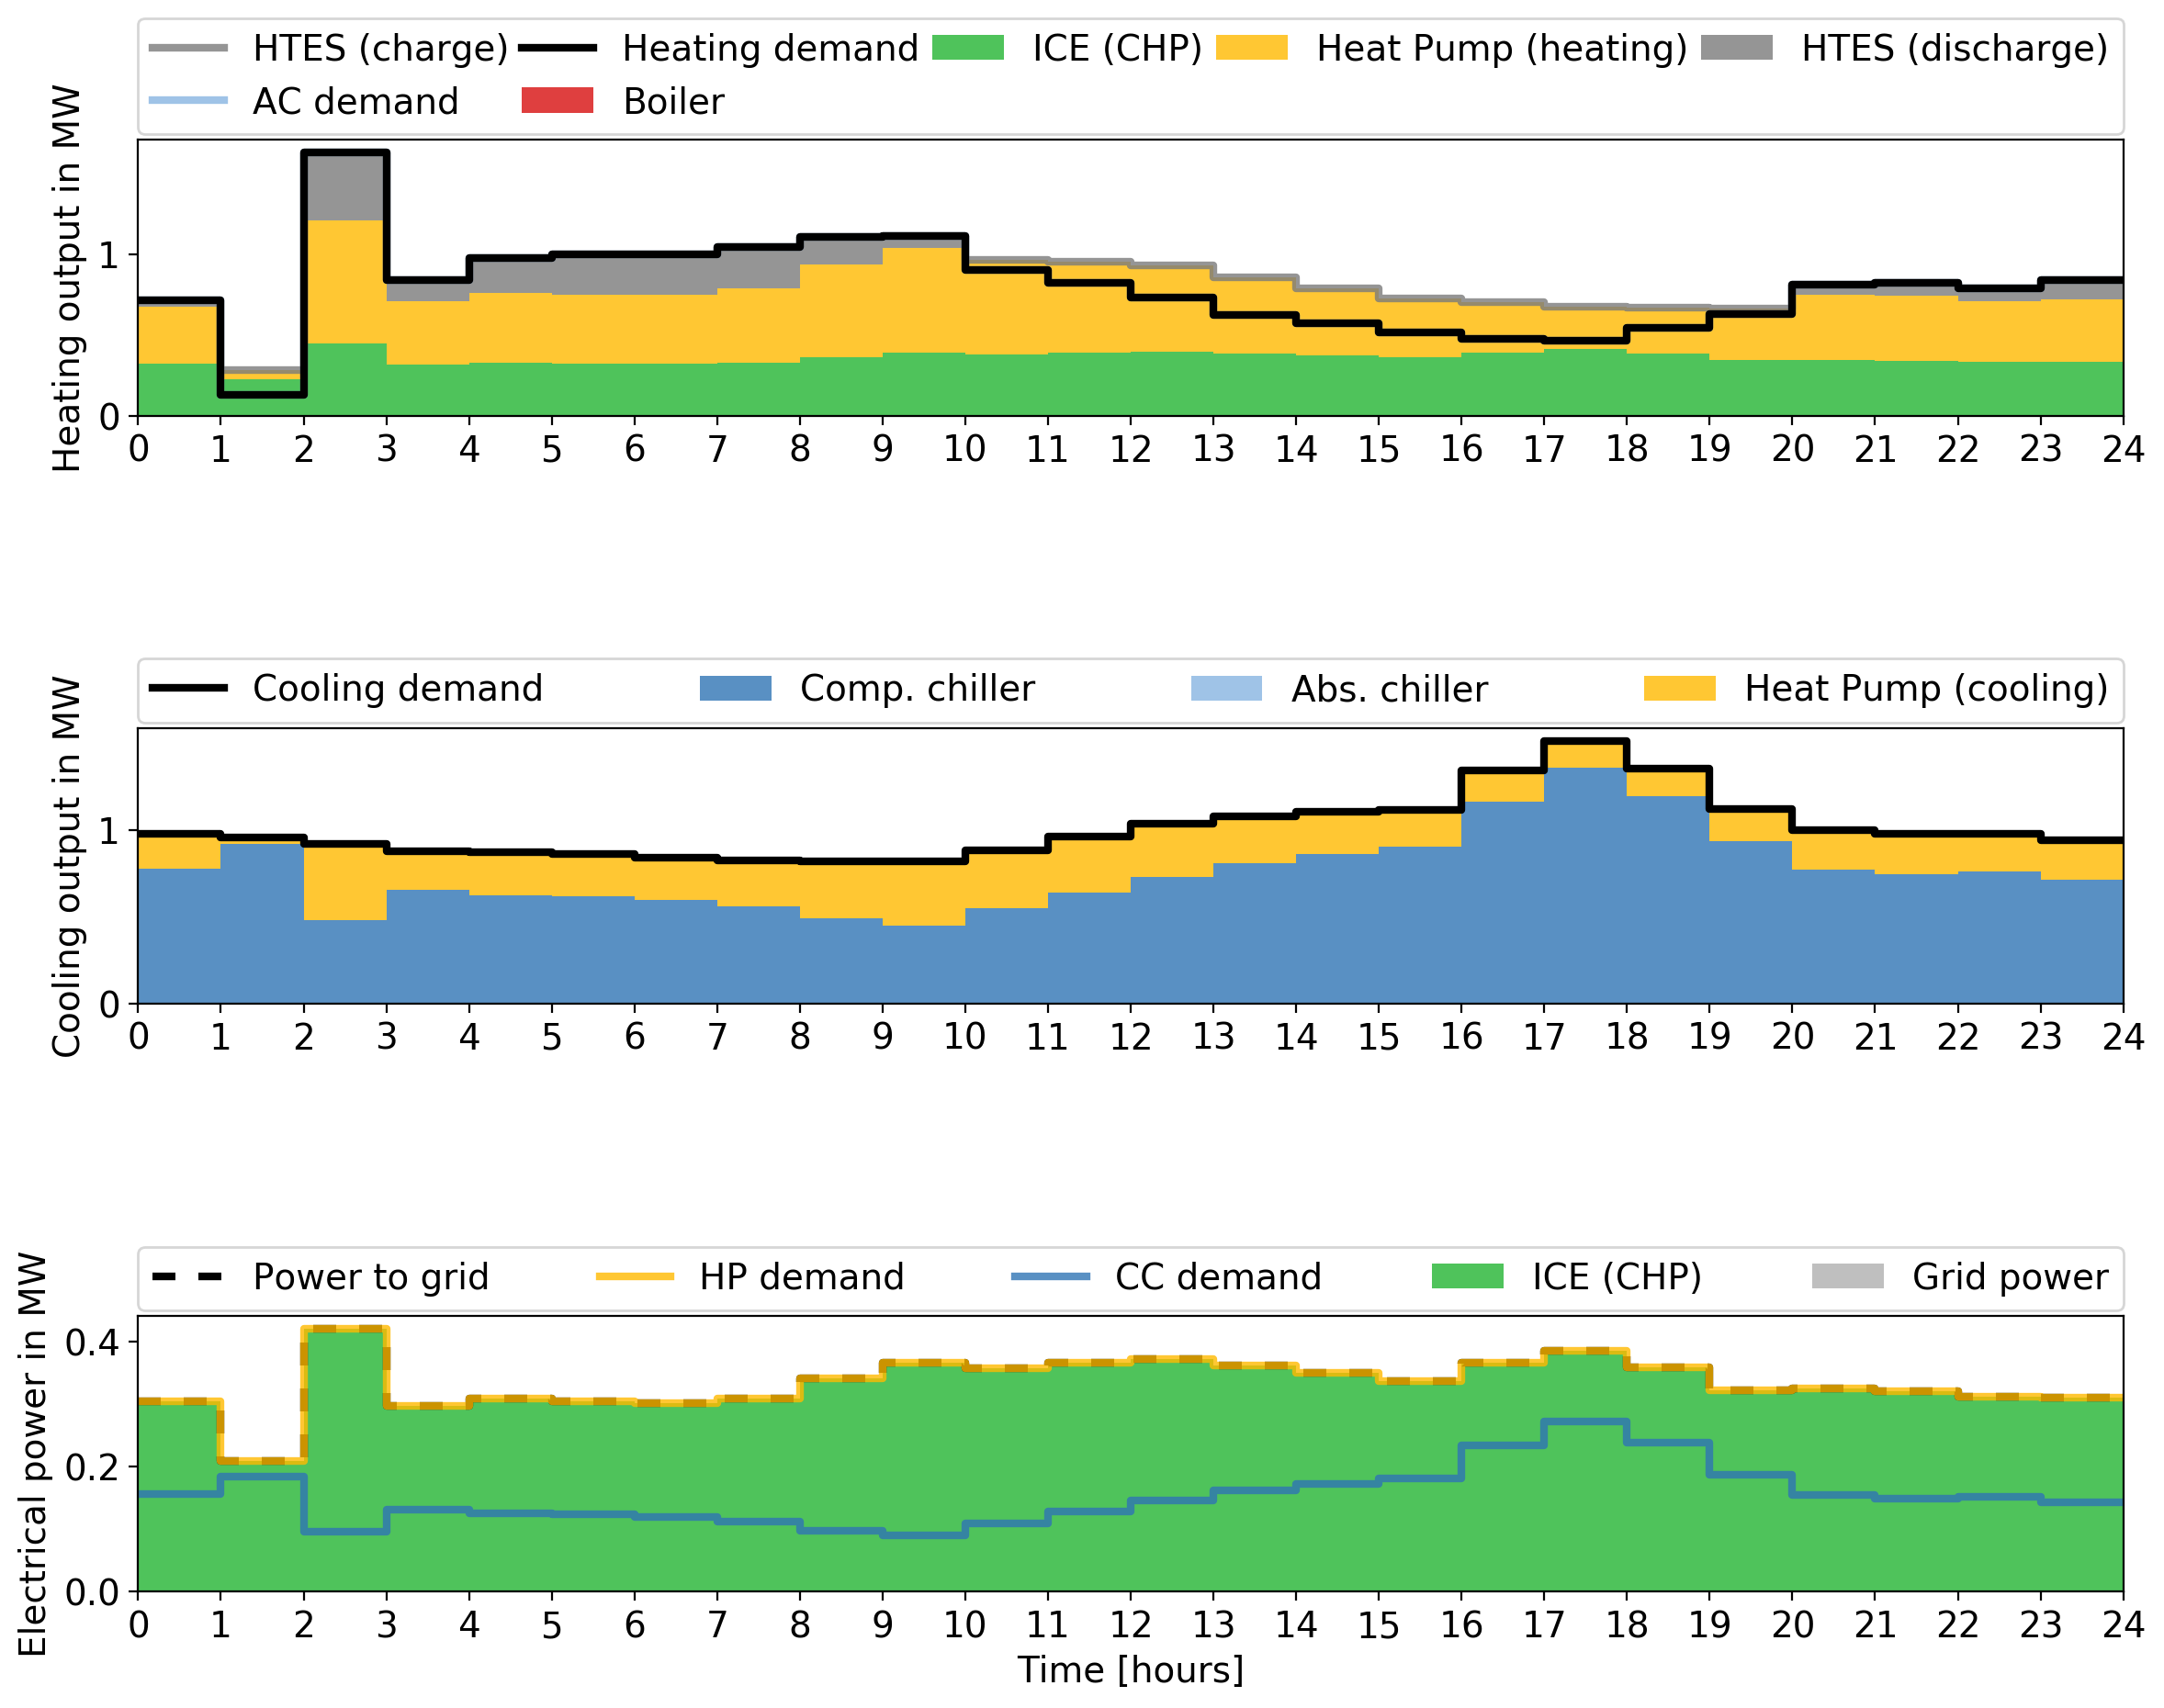 HTES (charge) Heating demand ICE (CHP) Heat Pump (heating) HTES (discharge)
AC demand Boiler
Heating output in MW
1
0
0 1 2 3 4 5 6 7 8 9 10 11 12 13 14 15 16 17 18 19 20 21 22 23 24
Cooling demand Comp. chiller Abs. chiller Heat Pump (cooling)
Cooling output in MW
1
0
0 1 2 3 4 5 6 7 8 9 10 11 12 13 14 15 16 17 18 19 20 21 22 23 24
Power to grid HP demand CC demand ICE (CHP) Grid power
Electrical power in MW
0.4
0.2
0.0
0 1 2 3 4 5 6 7 8 9 10 11 12 13 14 15 16 17 18 19 20 21 22 23 24
Time [hours]